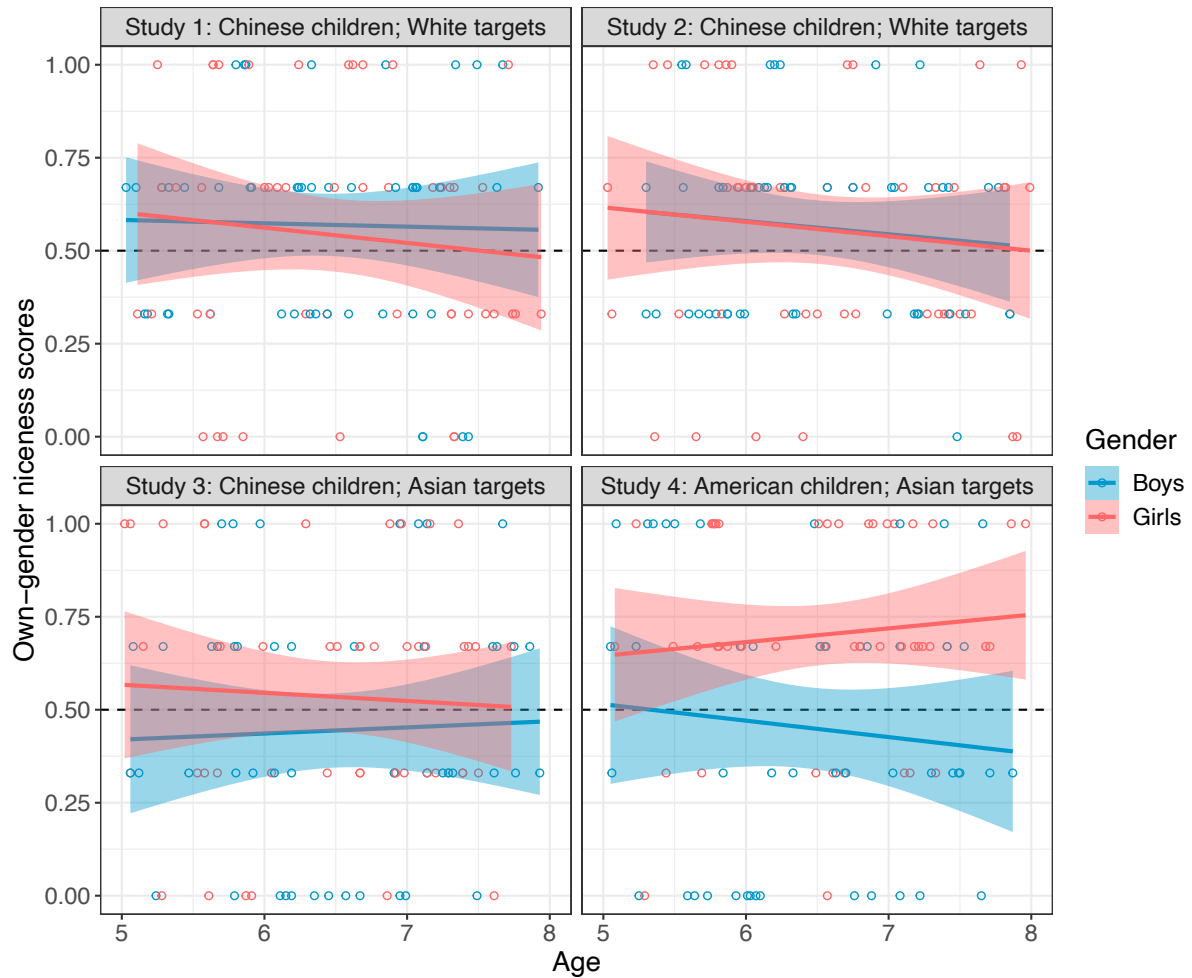 Study 1: Chinese children; White targets
Study 2: Chinese children; White targets
1.00
0.75
0.50
0.25
0.00
Own−gender niceness scores
Study 3: Chinese children; Asian targets
Study 4: American children; Asian targets
1.00
0.75
0.50
0.25
0.00
5 6 7 8
5 6 7 8
Age
Gender
Boys
Girls